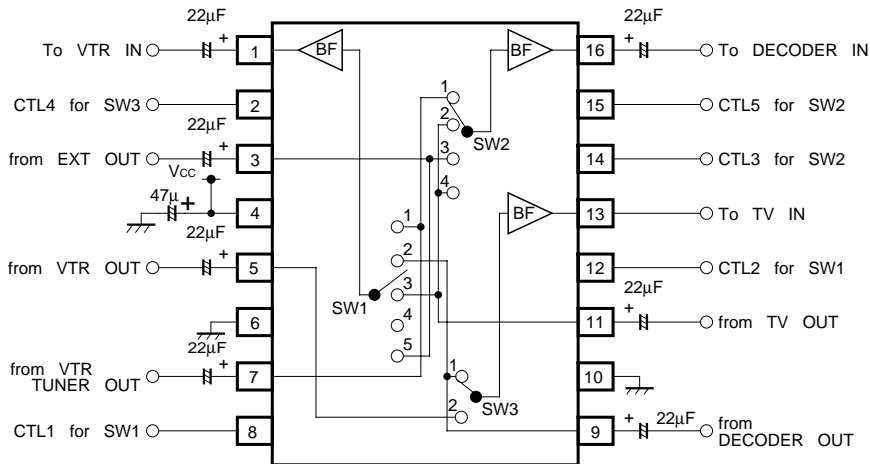 22μF
22μF
To VTR IN
+
1
BF
BF
16
+
To DECODER IN
CTL4 for SW3
2
1
15
CTL5 for SW2
22μF
2
SW2
from EXT OUT
+
3
3
14
CTL3 for SW2
Vcc
47μ
+
4
4
BF
13
To TV IN
22μF
1
from VTR OUT
+
5
2
12
CTL2 for SW1
SW1
3
22μF
6
4
+
11
from TV OUT
22μF
5
from VTR
TUNER OUT
+
7
1
10
SW3
22μF
CTL1 for SW1
8
2
9
+
from
DECODER OUT